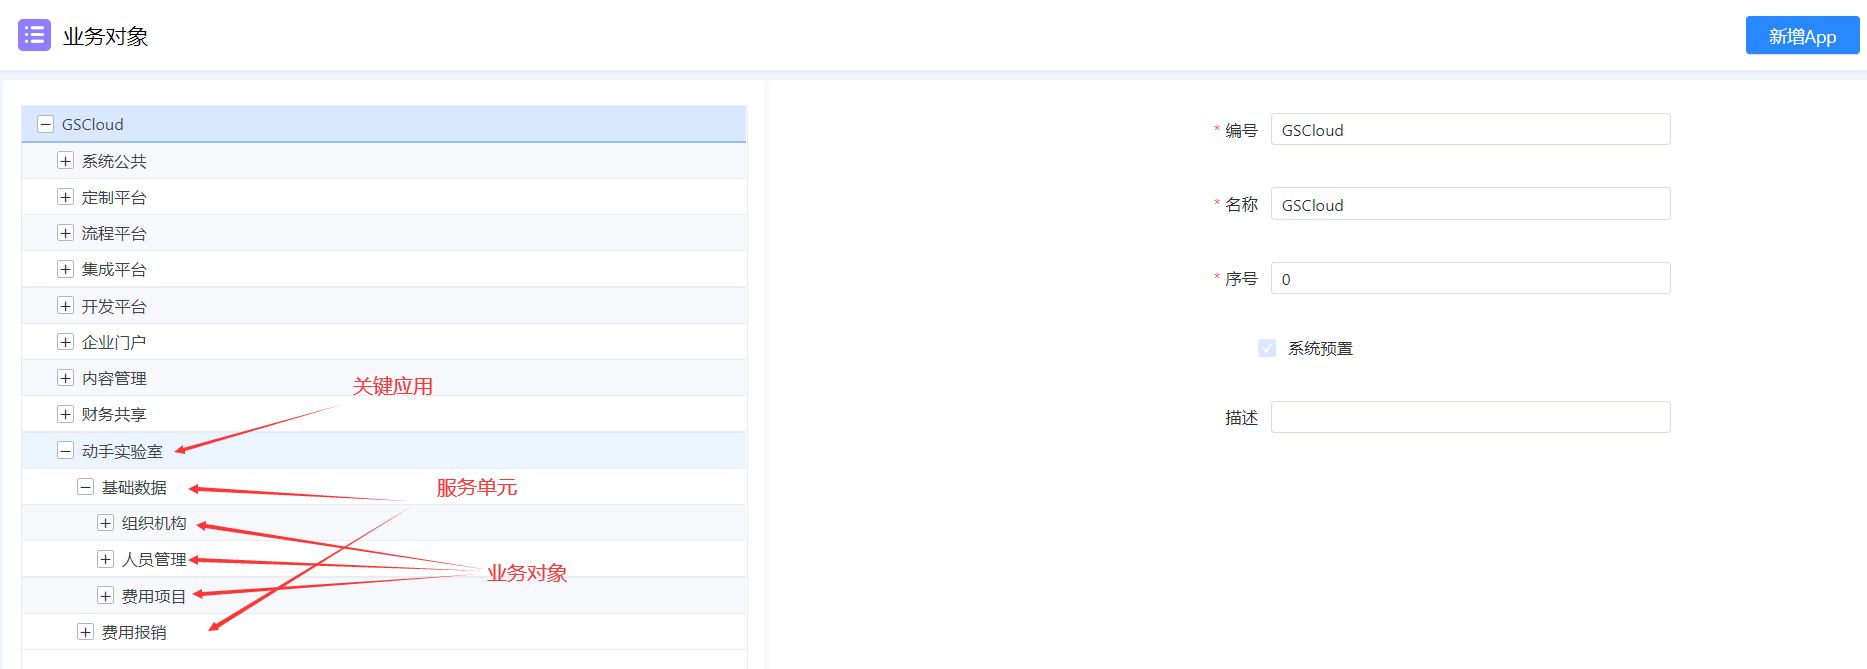 业务对象
新增App
GSCloud
系统公共
定制平台
流程平台
集成平台
开发平台
企业门户
内容管理
关键应用
财务共享
动手实验室
基础数据
服务单元
组织机构
人员管理
业务对象
费用项目
费用报销
* 编号 GSCloud
* 名称 GSCloud
* 序号 0
系统预置
描述